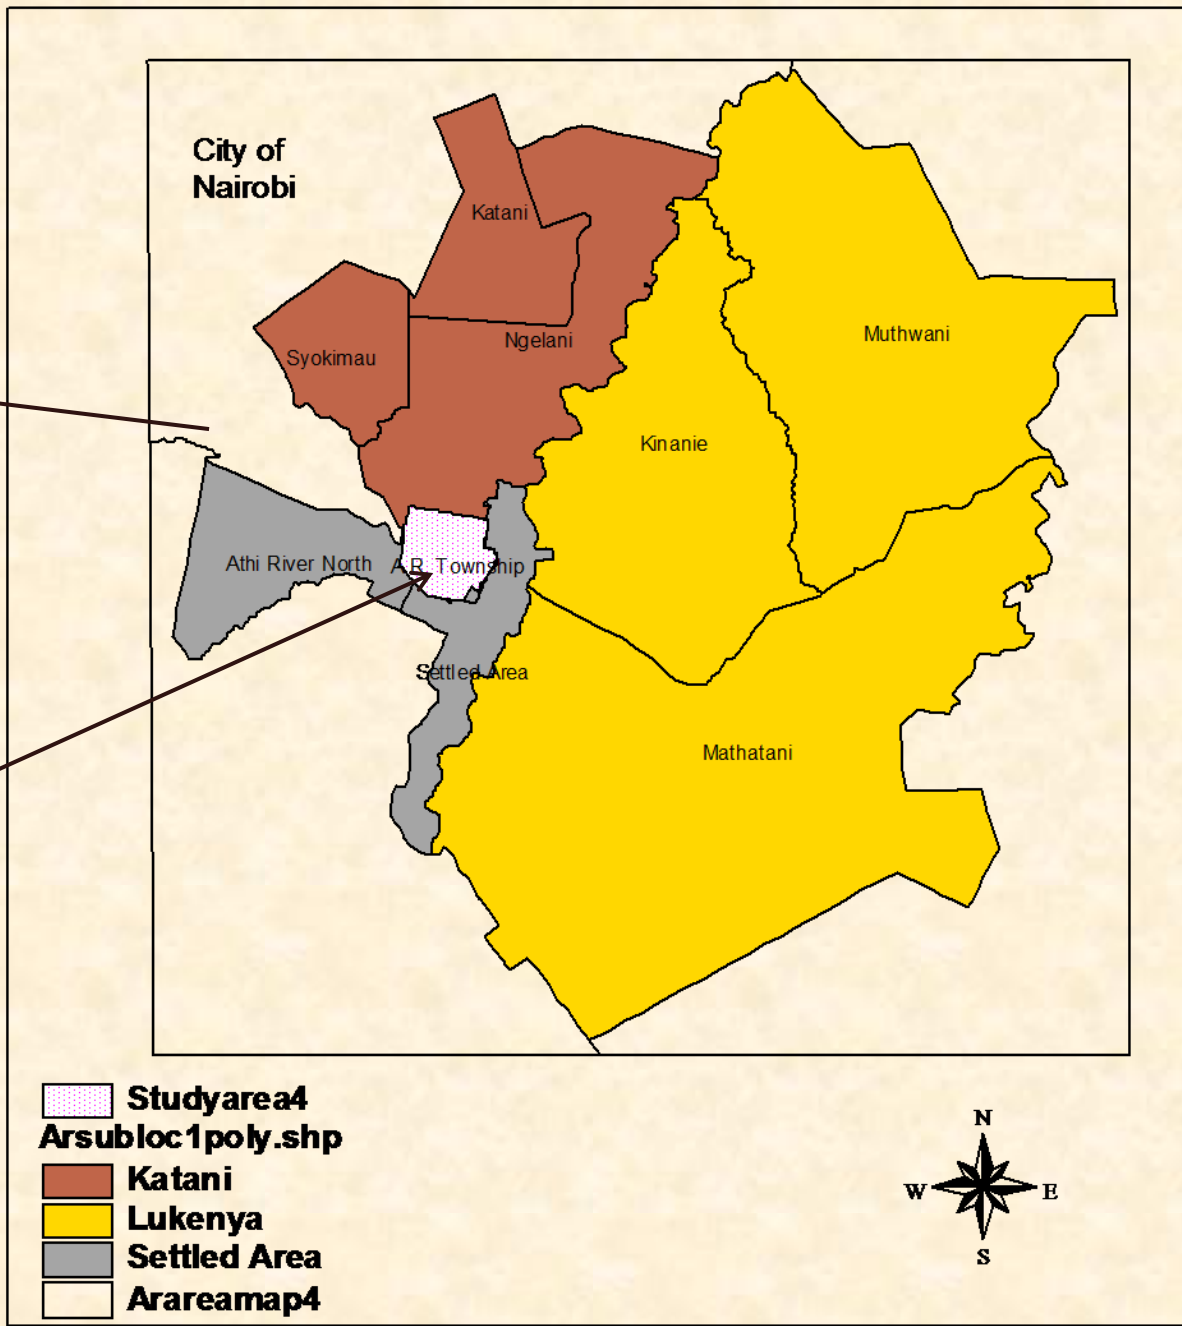 City of
Nairobi
Katani
Ngelani
Syokimau
Muthwani
Kinanie
Athi River North
A.R. Township
Settled Area
Mathatani
Studyarea4
Arsubloc1poly.shp
Katani
Lukenya
Settled Area
Arareamap4
N
W
E
S